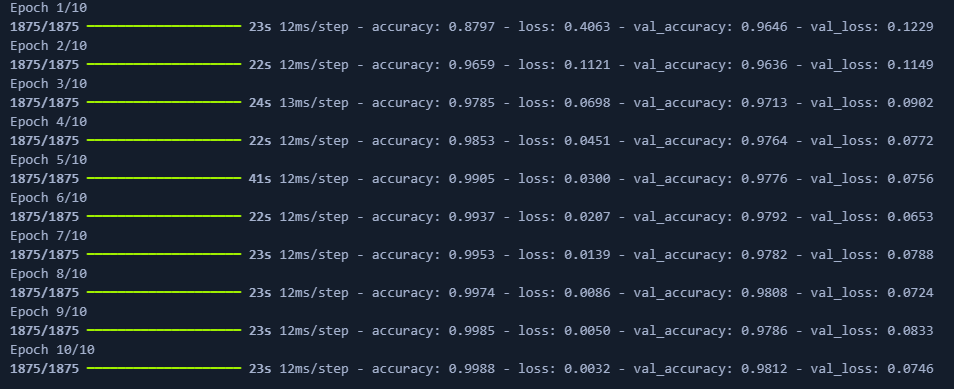 Epoch 1/10
1875/1875 ━━━━━━━━━━━━━━━━━━━━ 23s 12ms/step - accuracy: 0.8797 - loss: 0.4063 - val_accuracy: 0.9646 - val_loss: 0.1229
Epoch 2/10
1875/1875 ━━━━━━━━━━━━━━━━━━━━ 22s 12ms/step - accuracy: 0.9659 - loss: 0.1121 - val_accuracy: 0.9636 - val_loss: 0.1149
Epoch 3/10
1875/1875 ━━━━━━━━━━━━━━━━━━━━ 24s 13ms/step - accuracy: 0.9785 - loss: 0.0698 - val_accuracy: 0.9713 - val_loss: 0.0902
Epoch 4/10
1875/1875 ━━━━━━━━━━━━━━━━━━━━ 22s 12ms/step - accuracy: 0.9853 - loss: 0.0451 - val_accuracy: 0.9764 - val_loss: 0.0772
Epoch 5/10
1875/1875 ━━━━━━━━━━━━━━━━━━━━ 41s 12ms/step - accuracy: 0.9905 - loss: 0.0300 - val_accuracy: 0.9776 - val_loss: 0.0756
Epoch 6/10
1875/1875 ━━━━━━━━━━━━━━━━━━━━ 22s 12ms/step - accuracy: 0.9937 - loss: 0.0207 - val_accuracy: 0.9792 - val_loss: 0.0653
Epoch 7/10
1875/1875 ━━━━━━━━━━━━━━━━━━━━ 23s 12ms/step - accuracy: 0.9953 - loss: 0.0139 - val_accuracy: 0.9782 - val_loss: 0.0788
Epoch 8/10
1875/1875 ━━━━━━━━━━━━━━━━━━━━ 23s 12ms/step - accuracy: 0.9974 - loss: 0.0086 - val_accuracy: 0.9808 - val_loss: 0.0724
Epoch 9/10
1875/1875 ━━━━━━━━━━━━━━━━━━━━ 23s 12ms/step - accuracy: 0.9985 - loss: 0.0050 - val_accuracy: 0.9786 - val_loss: 0.0833
Epoch 10/10
1875/1875 ━━━━━━━━━━━━━━━━━━━━ 23s 12ms/step - accuracy: 0.9988 - loss: 0.0032 - val_accuracy: 0.9812 - val_loss: 0.0746